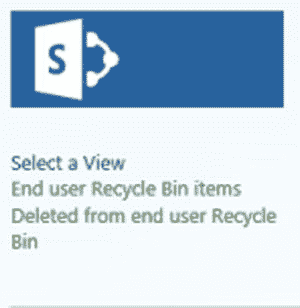 S
Select a View
End user Recycle Bin items
Deleted from end user Recycle
Bin